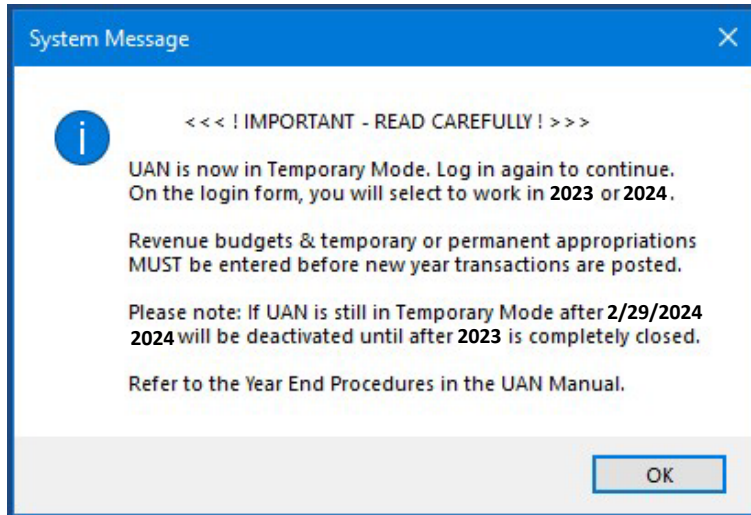 System Message
<<< ! IMPORTANT - READ CAREFULLY ! >>>
UAN is now in Temporary Mode. Log in again to continue.
On the login form, you will select to work in 2023 or 2024.
Revenue budgets & temporary or permanent appropriations
MUST be entered before new year transactions are posted.
Please note: If UAN is still in Temporary Mode after 2/29/2024
2024 will be deactivated until after 2023 is completely closed.
Refer to the Year End Procedures in the UAN Manual.
OK